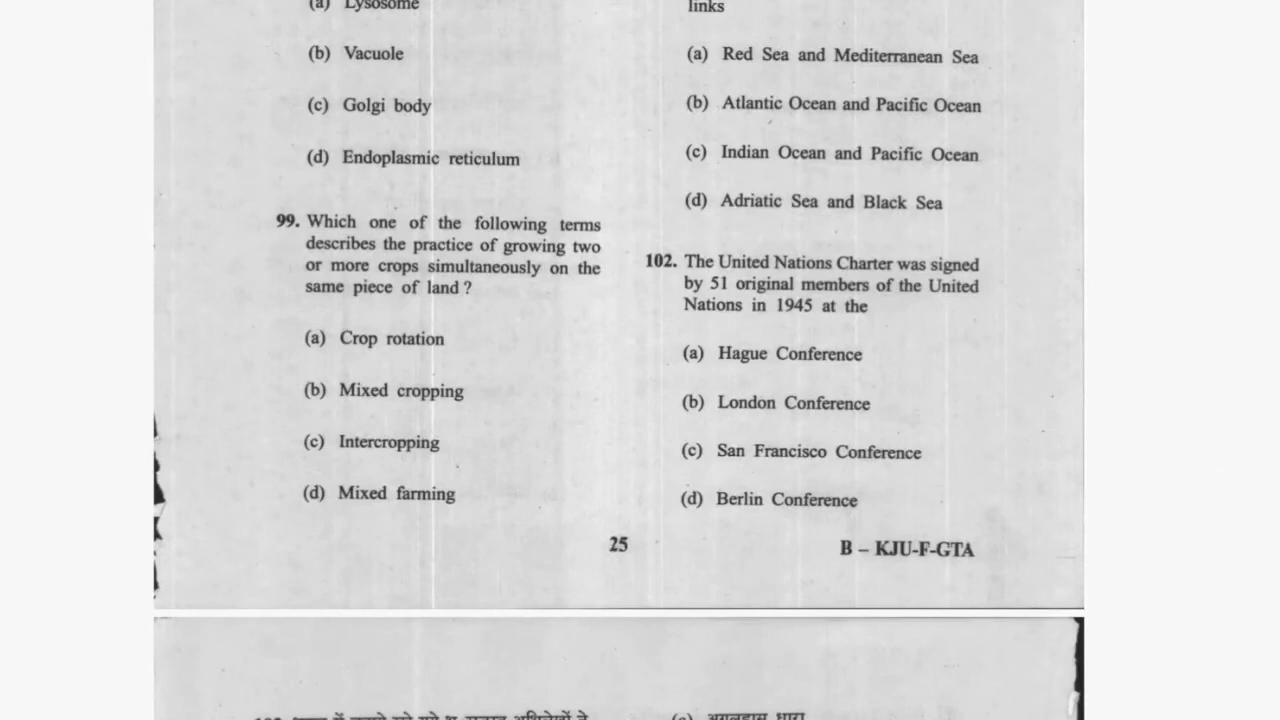 (a) Lysosome
(b) Vacuole
(c) Golgi body
(d) Endoplasmic reticulum
99. Which one of the following terms
describes the practice of growing two
or more crops simultaneously on the
same piece of land ?
(a) Crop rotation
(b) Mixed cropping
(c) Intercropping
(d) Mixed farming
links
(a) Red Sea and Mediterranean Sea
(b) Atlantic Ocean and Pacific Ocean
(c) Indian Ocean and Pacific Ocean
(d) Adriatic Sea and Black Sea
102. The United Nations Charter was signed
by 51 original members of the United
Nations in 1945 at the
(a) Hague Conference
(b) London Conference
(c) San Francisco Conference
(d) Berlin Conference
25
B – KJU-F-GTA